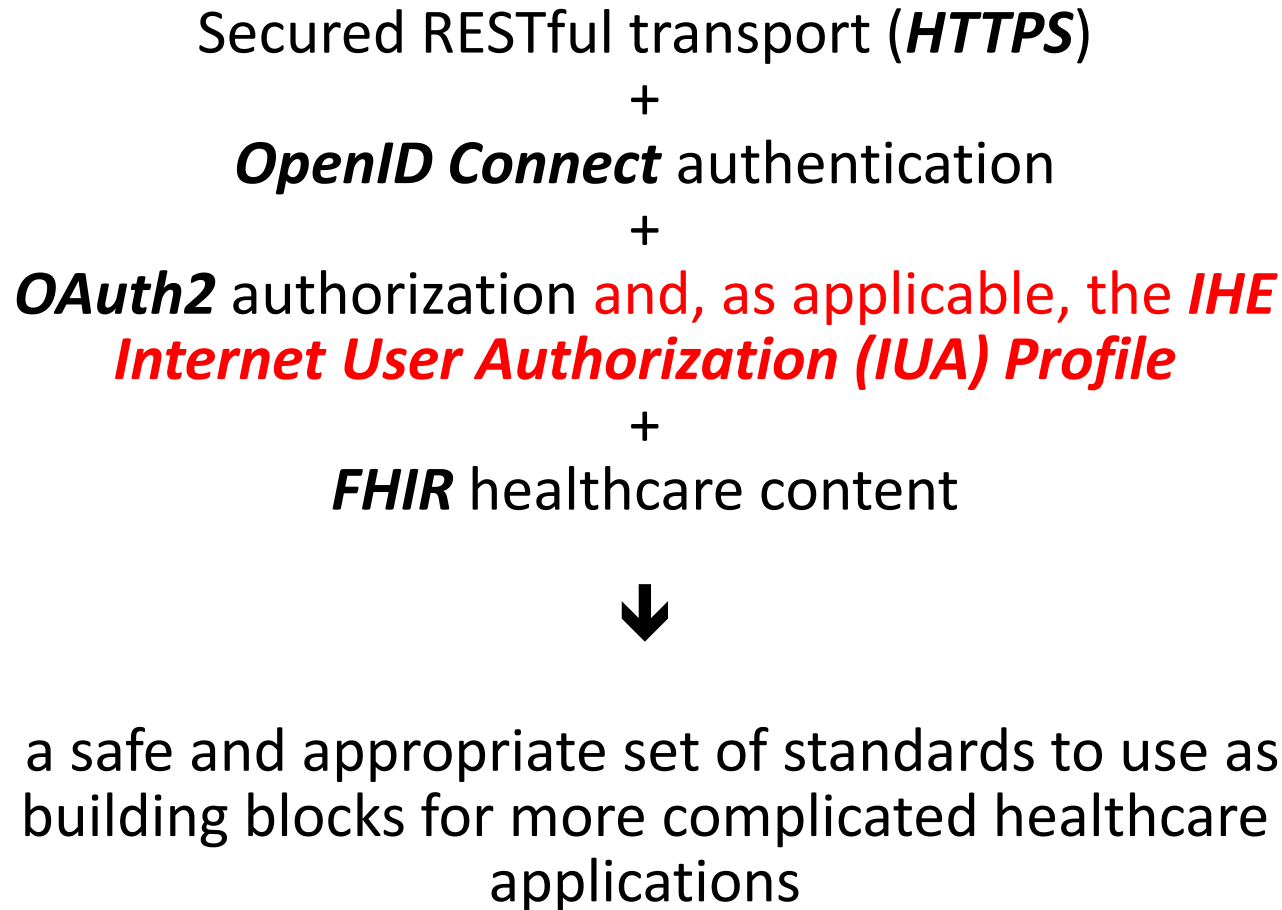 Secured RESTful transport (HTTPS)
+
OpenID Connect authentication
+
OAuth2 authorization and, as applicable, the IHE
Internet User Authorization (IUA) Profile
+
FHIR healthcare content
🡻
a safe and appropriate set of standards to use as
building blocks for more complicated healthcare
applications